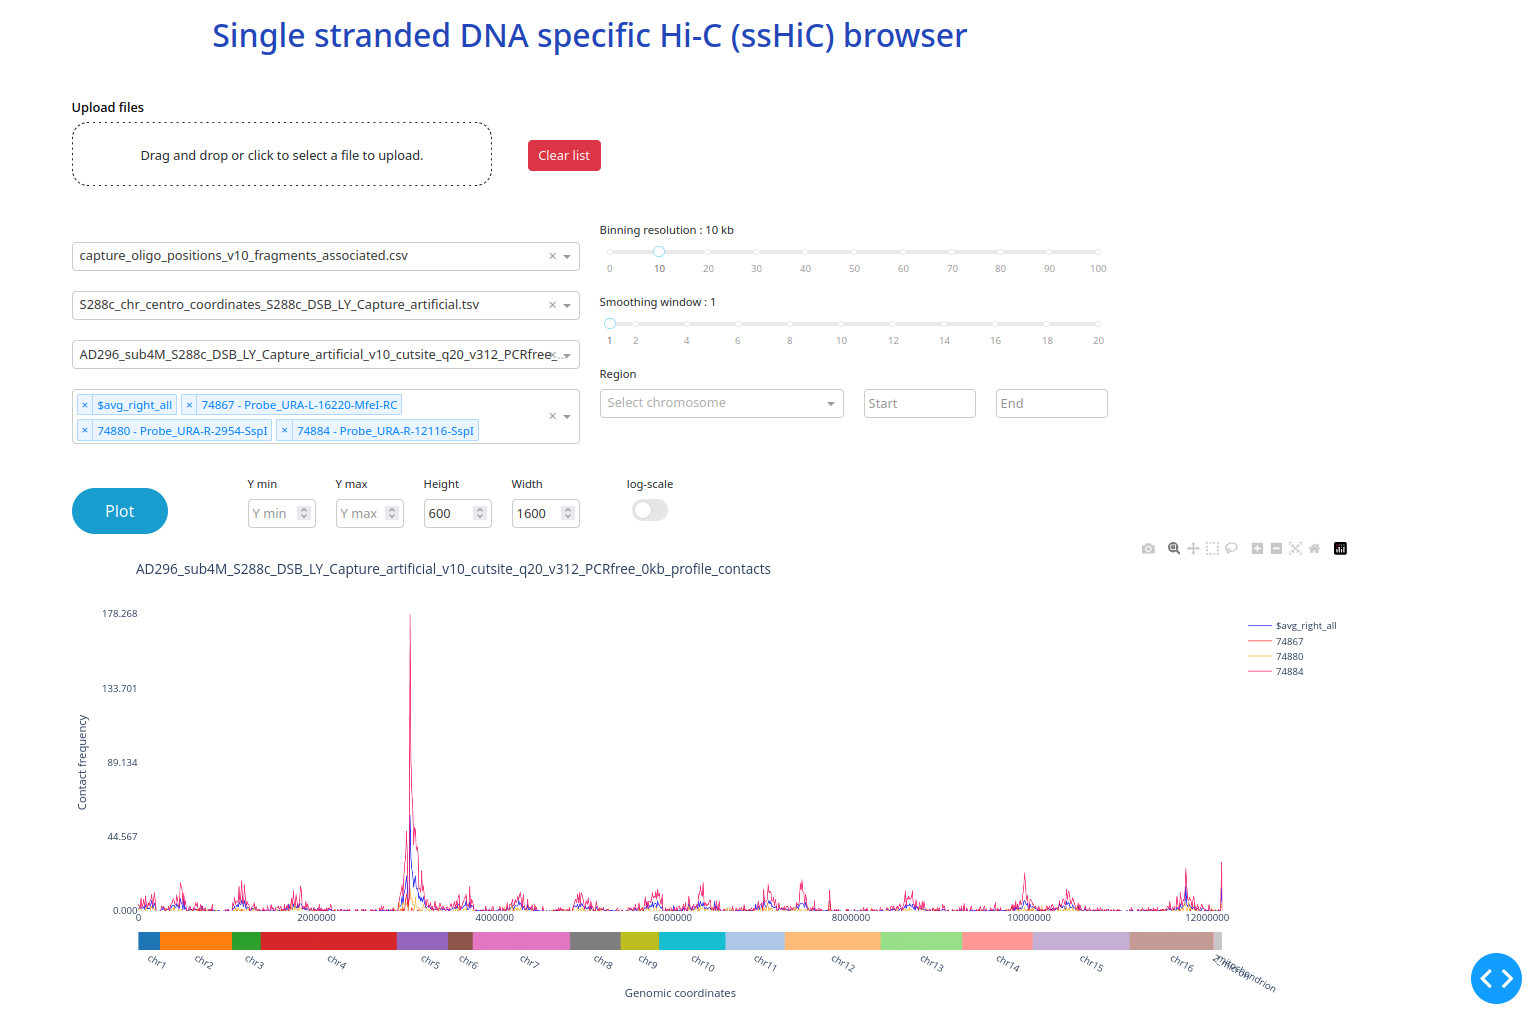 Single stranded DNA specific Hi-C (ssHiC) browser
Upload files
Drag and drop or click to select a file to upload.
Clear list
capture_oligo_positions_v10_fragments_associated.csv
S288c_chr_centro_coordinates_S288c_DSB_LY_Capture_artificial.tsv
AD296_sub4M_S288c_DSB_LY_Capture_artificial_v10_cutsite_q20_v312_PCRfree_...
× $avg_right_all × 74867 - Probe_URA-L-16220-MfeI-RC
× 74880 - Probe_URA-R-2954-SspI × 74884 - Probe_URA-R-12116-SspI
Binning resolution : 10 kb
0 10 20 30 40 50 60 70 80 90 100
Smoothing window : 1
1 2 4 6 8 10 12 14 16 18 20
Region
Select chromosome Start End
Plot
Y min Y max Height Width log-scale
Y min Y max 600 1600
AD296_sub4M_S288c_DSB_LY_Capture_artificial_v10_cutsite_q20_v312_PCRfree_0kb_profile_contacts
178.268
133.701
89.134
44.567
0.000
Contact frequency
$avg_right_all
74867
74880
74884
0 2000000 4000000 6000000 8000000 10000000 12000000
chr1 chr2 chr3 chr4 chr5 chr6 chr7 chr8 chr9 chr10 chr11 chr12 chr13 chr14 chr15 chr16 2_micron mitochondrion
Genomic coordinates